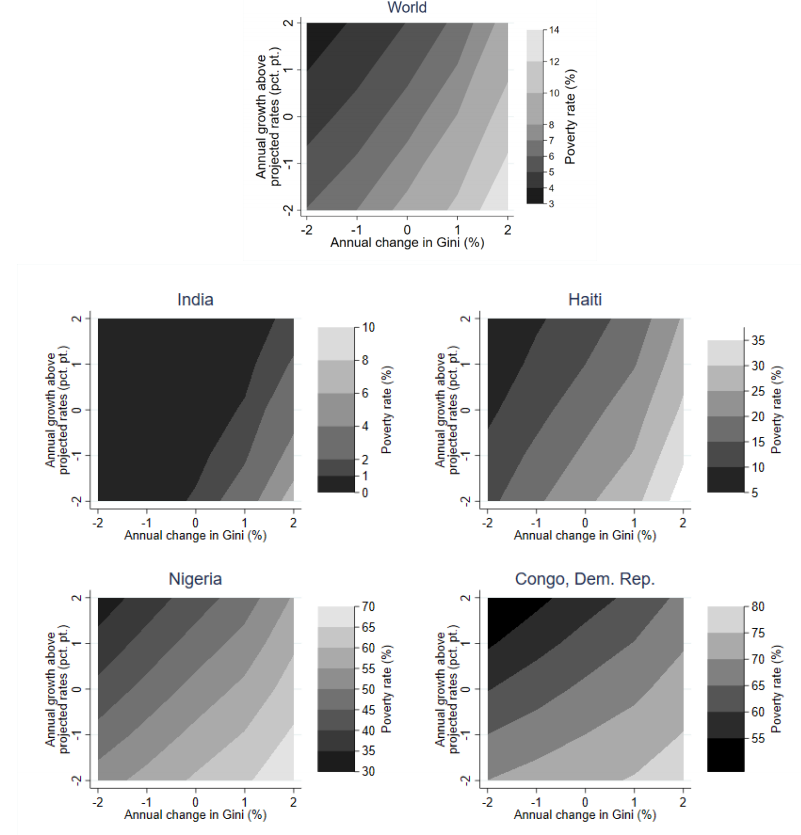 World
Annual growth above
projected rates (pct. pt.)
2
1
0
-1
-2
-2 -1 0 1 2
Annual change in Gini (%)
14
12
10
8
7
6
5
4
3
Poverty rate (%)
India
Annual growth above
projected rates (pct. pt.)
2
1
0
-1
-2
-2 -1 0 1 2
Annual change in Gini (%)
10
8
6
4
2
1
0
Poverty rate (%)
Haiti
Annual growth above
projected rates (pct. pt.)
2
1
0
-1
-2
-2 -1 0 1 2
Annual change in Gini (%)
35
30
25
20
15
10
5
Poverty rate (%)
Nigeria
Annual growth above
projected rates (pct. pt.)
2
1
0
-1
-2
-2 -1 0 1 2
Annual change in Gini (%)
70
65
60
55
50
45
40
35
30
Poverty rate (%)
Congo, Dem. Rep.
Annual growth above
projected rates (pct. pt.)
2
1
0
-1
-2
-2 -1 0 1 2
Annual change in Gini (%)
80
75
70
65
60
55
Poverty rate (%)